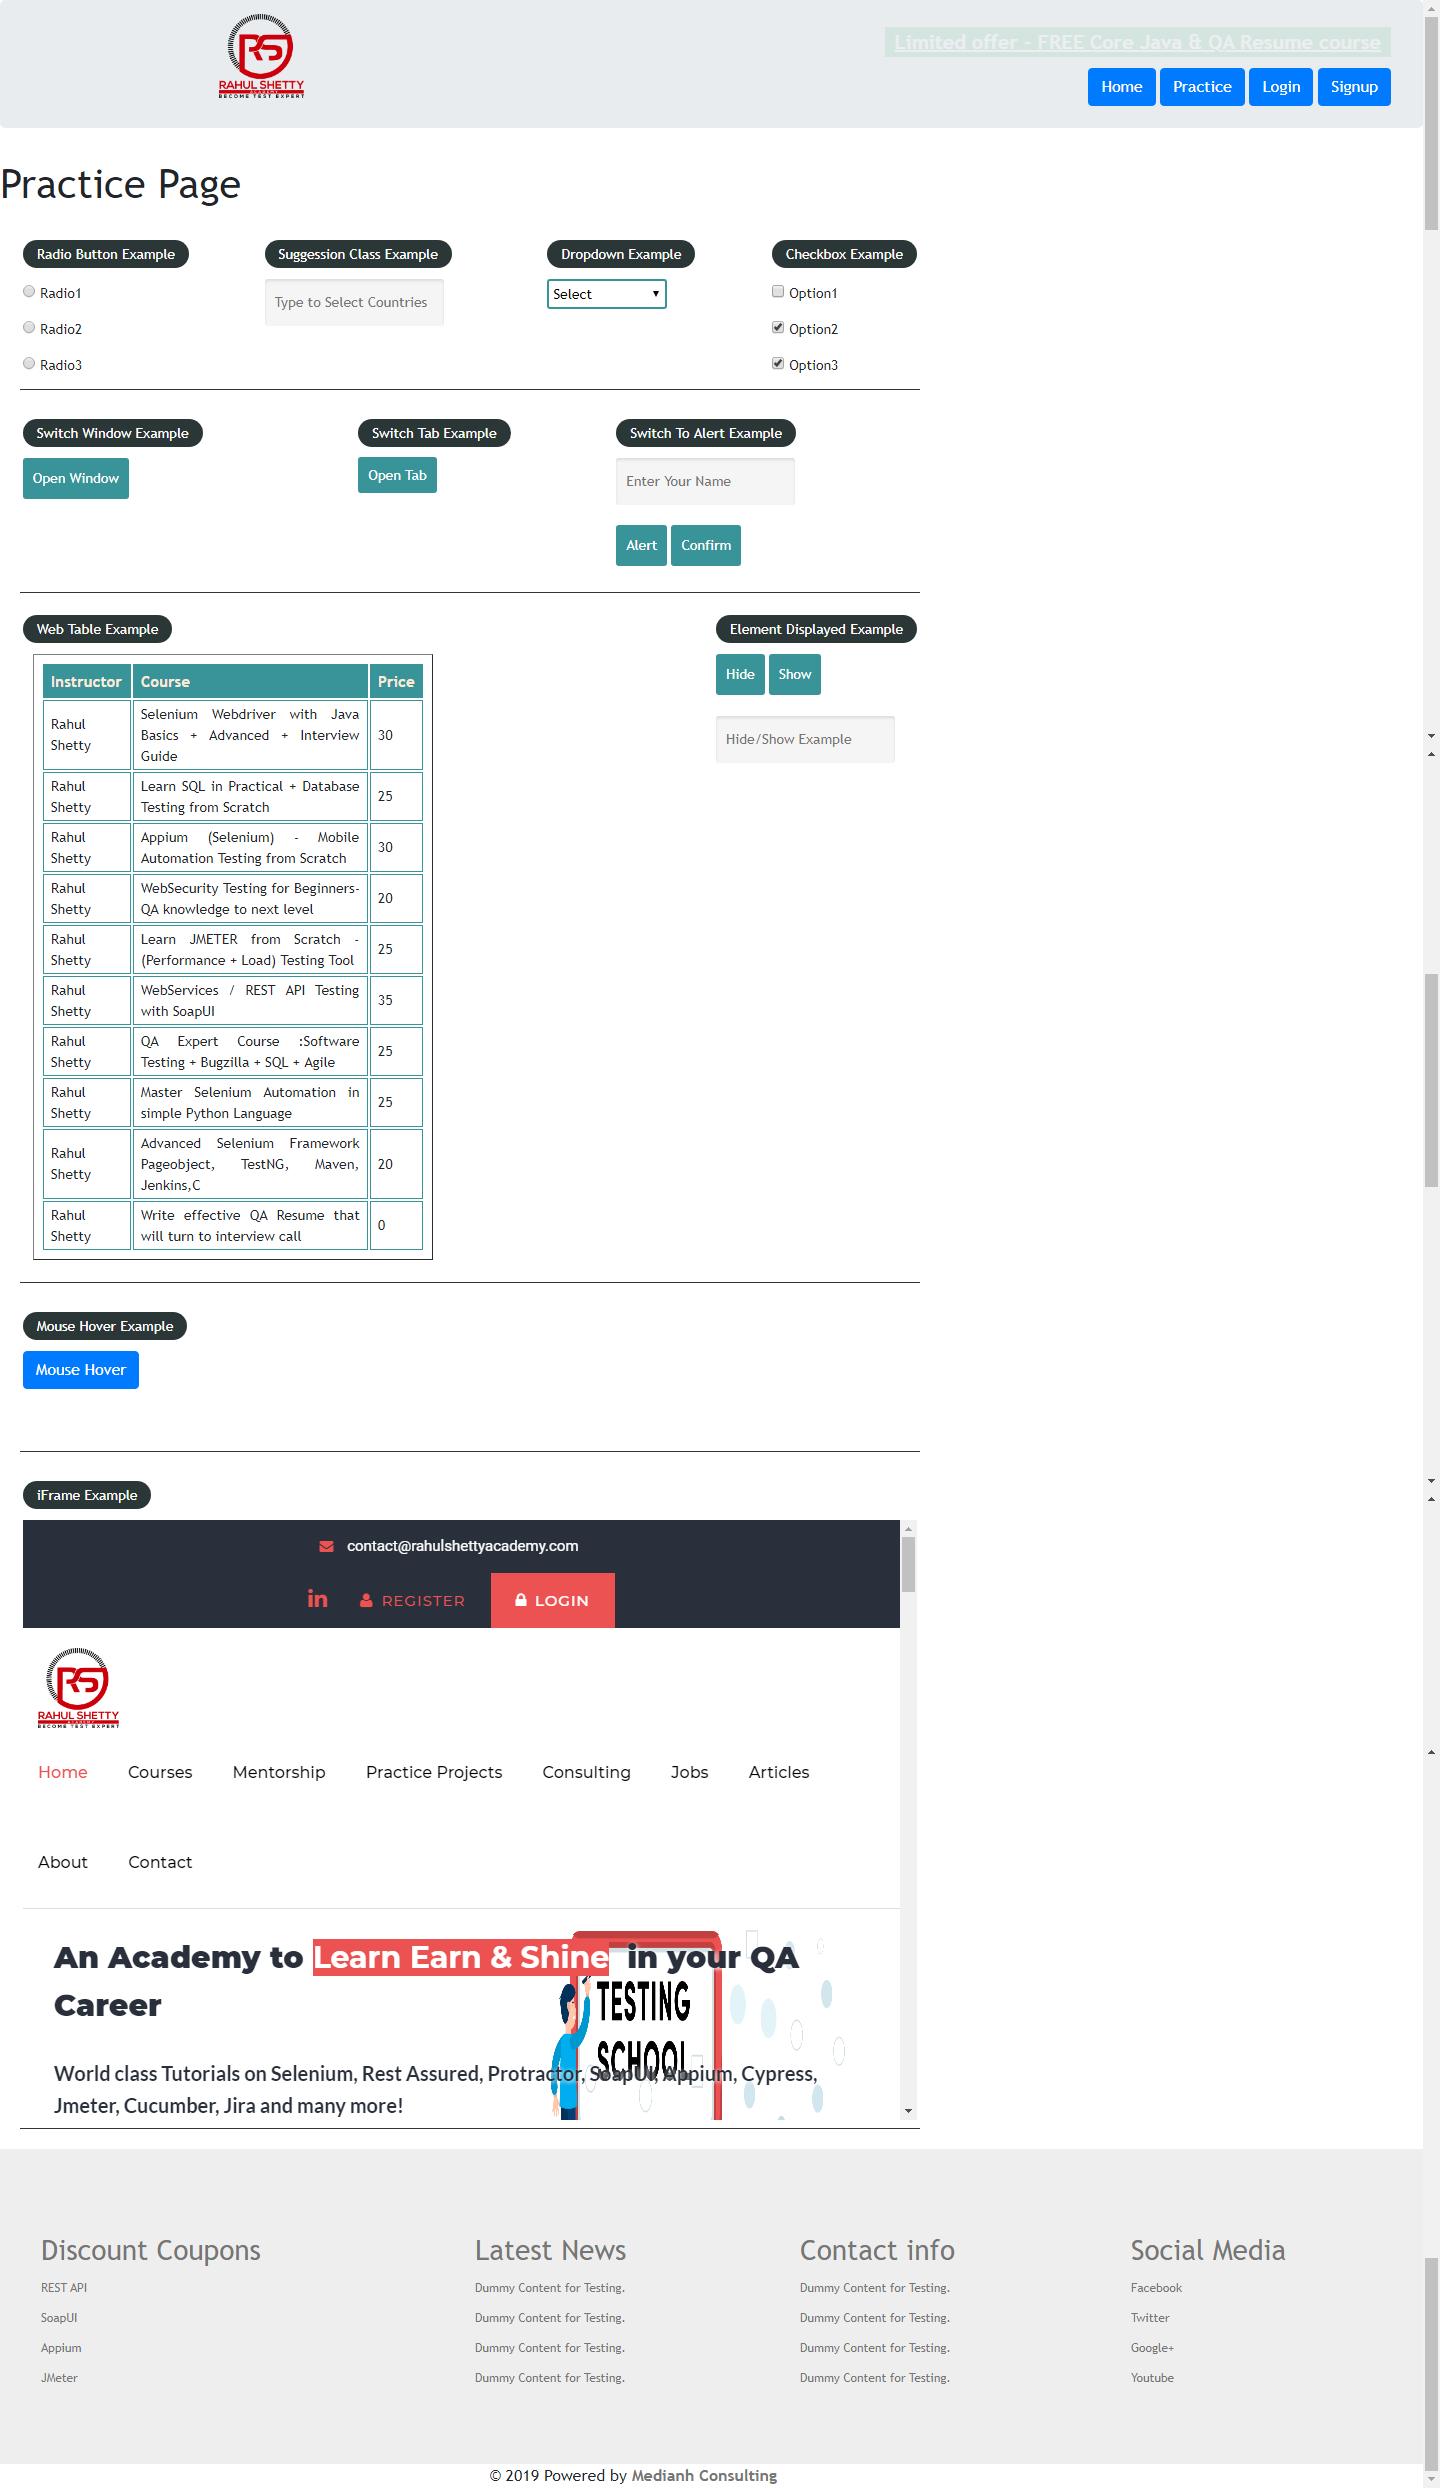 RAHUL SHETTY
ACADEMY
BECOME TEST EXPERT
Limited offer - FREE Core Java & QA Resume course
Home Practice Login Signup
Practice Page
Radio Button Example
Radio1
Radio2
Radio3
Suggession Class Example
Type to Select Countries
Dropdown Example
Select
Checkbox Example
Option1
Option2
Option3
Switch Window Example
Open Window
Switch Tab Example
Open Tab
Switch To Alert Example
Enter Your Name
Alert Confirm
Web Table Example
Instructor Course Price
Rahul Shetty
Selenium Webdriver with Java
Basics + Advanced + Interview
Guide
30
Rahul Shetty
Learn SQL in Practical + Database
Testing from Scratch
25
Rahul Shetty
Appium (Selenium) - Mobile
Automation Testing from Scratch
30
Rahul Shetty
WebSecurity Testing for Beginners-
QA knowledge to next level
20
Rahul Shetty
Learn JMETER from Scratch -
(Performance + Load) Testing Tool
25
Rahul Shetty
WebServices / REST API Testing
with SoapUI
35
Rahul Shetty
QA Expert Course :Software
Testing + Bugzilla + SQL + Agile
25
Rahul Shetty
Master Selenium Automation in
simple Python Language
25
Rahul Shetty
Advanced Selenium Framework
Pageobject, TestNG, Maven,
Jenkins,C
20
Rahul Shetty
Write effective QA Resume that
will turn to interview call
0
Element Displayed Example
Hide Show
Hide/Show Example
Mouse Hover Example
Mouse Hover
iFrame Example
contact@rahulshettyacademy.com
in REGISTER LOGIN
RAHUL SHETTY
ACADEMY
BECOME TEST EXPERT
Home Courses Mentorship Practice Projects Consulting Jobs Articles
About Contact
An Academy to Learn Earn & Shine in your QA
Career
TESTING
SCHOOL
World class Tutorials on Selenium, Rest Assured, Protractor, SoapUI, Appium, Cypress,
Jmeter, Cucumber, Jira and many more!
Discount Coupons
REST API
SoapUI
Appium
JMeter
Latest News
Dummy Content for Testing.
Dummy Content for Testing.
Dummy Content for Testing.
Dummy Content for Testing.
Contact info
Dummy Content for Testing.
Dummy Content for Testing.
Dummy Content for Testing.
Dummy Content for Testing.
Social Media
Facebook
Twitter
Google+
Youtube
© 2019 Powered by Medianh Consulting